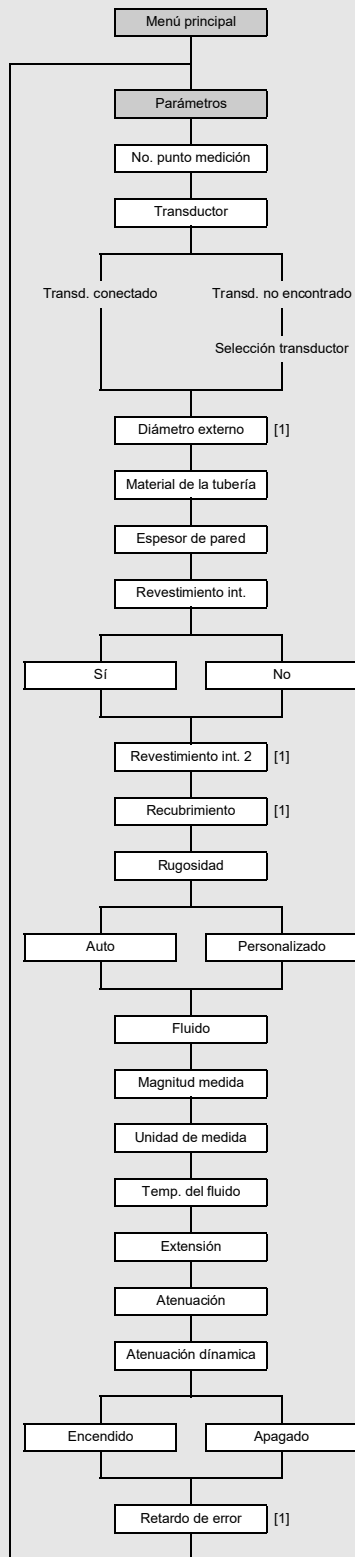 Menú principal
Parámetros
No. punto medición
Transductor
Transd. conectado
Transd. no encontrado
Selección transductor
Diámetro externo [1]
Material de la tubería
Espesor de pared
Revestimiento int.
Sí
No
Revestimiento int. 2 [1]
Recubrimiento [1]
Rugosidad
Auto
Personalizado
Fluido
Magnitud medida
Unidad de medida
Temp. del fluido
Extensión
Atenuación
Atenuación dínamica
Encendido
Apagado
Retardo de error [1]